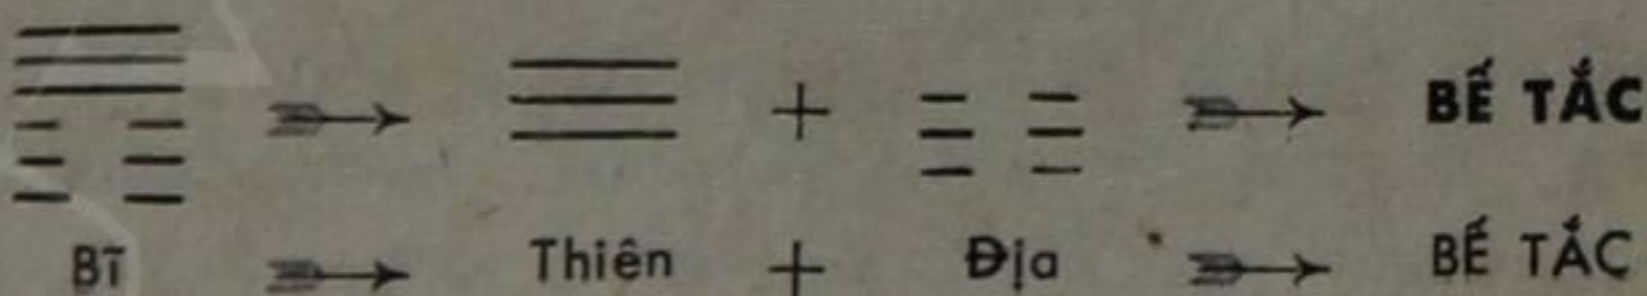 + BẾ TẮC
Bĩ Thiên + Địa BẾ TẮC